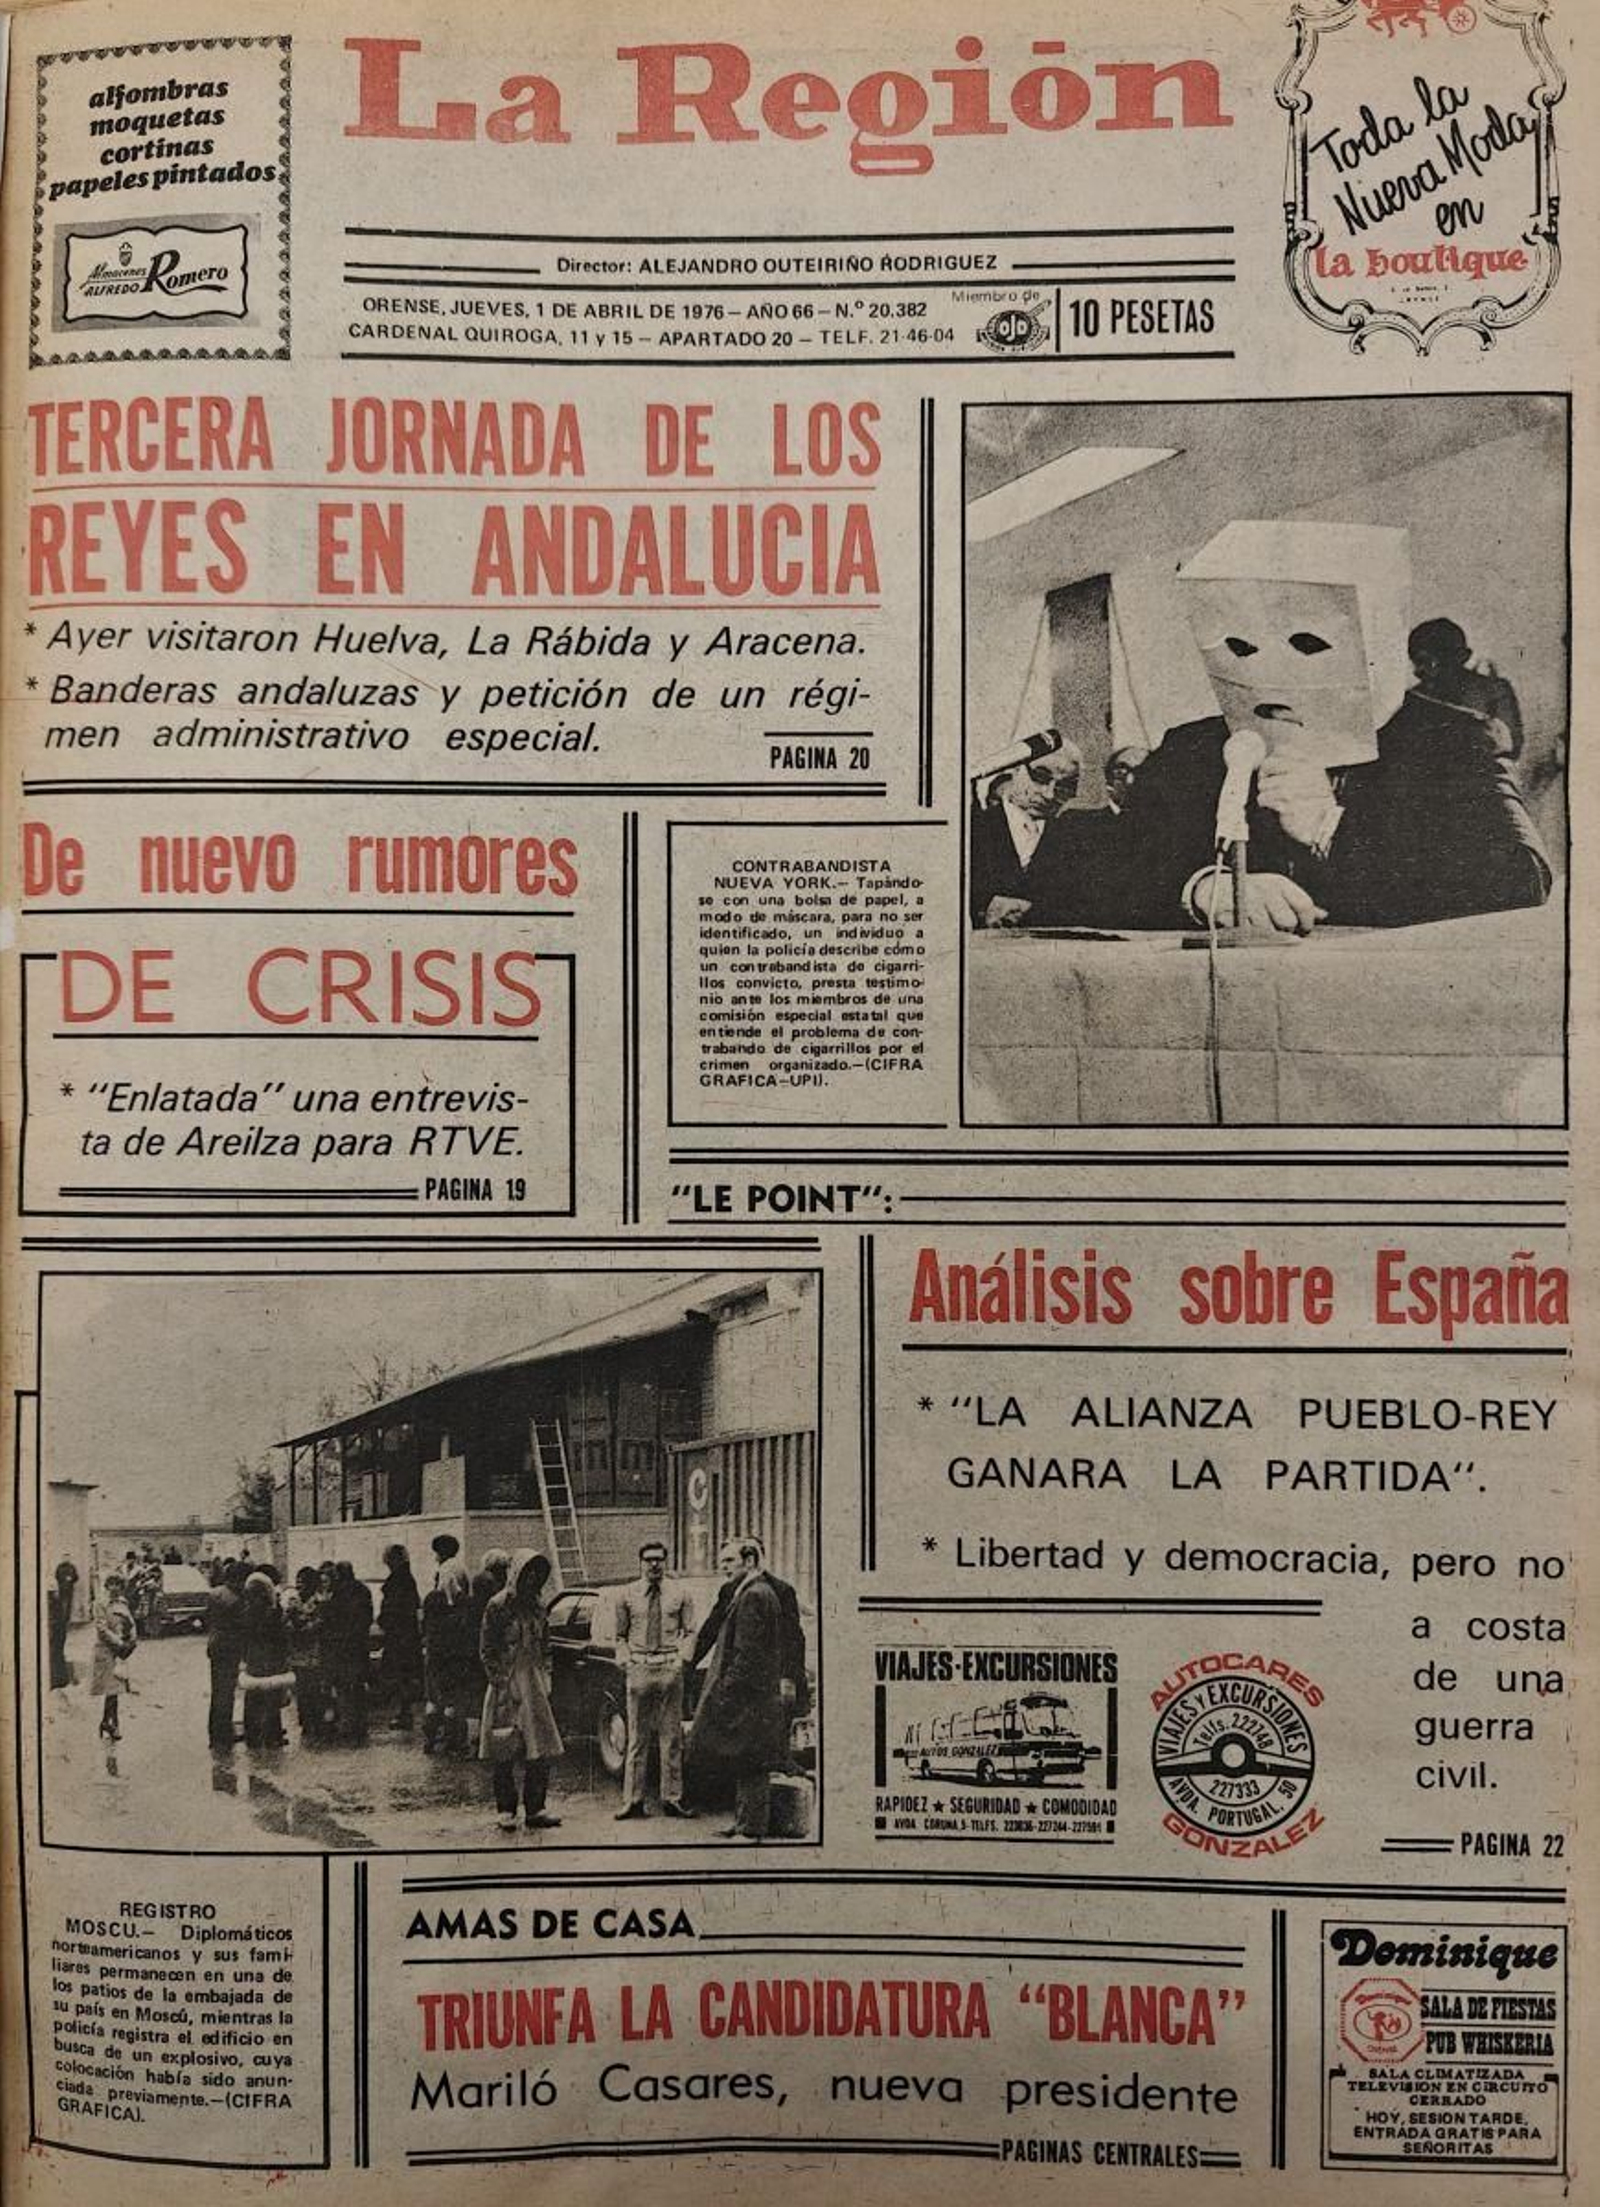 alfombras
moquetas
cortinas
papeles pintados
Almacenes
ALFREDO Romero
La Región
Toda la
Nueva Moda
en
la boutique
Director: ALEJANDRO OUTEIRIÑO RODRIGUEZ
ORENSE, JUEVES, 1 DE ABRIL DE 1976 – AÑO 66 – N.º 20.382
CARDENAL QUIROGA, 11 y 15 – APARTADO 20 – TELF. 21-46-04
Miembro de
OJD
10 PESETAS
TERCERA JORNADA DE LOS
REYES EN ANDALUCIA
* Ayer visitaron Huelva, La Rábida y Aracena.
* Banderas andaluzas y petición de un régi-
men administrativo especial.
PAGINA 20
De nuevo rumores
DE CRISIS
* "Enlatada" una entrevis-
ta de Areilza para RTVE.
PAGINA 19
CONTRABANDISTA
NUEVA YORK.– Tapándo-
se con una bolsa de papel, a
modo de máscara, para no ser
identificado, un individuo a
quien la policía describe como
un contrabandista de cigarri-
llos convicto, presta testimo-
nio ante los miembros de una
comisión especial estatal que
entiende el problema de con-
trabando de cigarrillos por el
crimen organizado.–(CIFRA
GRAFICA–UPI).
"LE POINT":
Análisis sobre España
* "LA ALIANZA PUEBLO-REY
GANARA LA PARTIDA".
* Libertad y democracia, pero no
a costa
de una
guerra
civil.
PAGINA 22
VIAJES-EXCURSIONES
AUTOS GONZALEZ
RAPIDEZ ★ SEGURIDAD ★ COMODIDAD
AVDA. CORUÑA, 5-TELFS. 223036-227244-227591
AUTOCARES
VIAJES Y EXCURSIONES
Telfs. 222748
227333
AVDA. PORTUGAL, 50
GONZALEZ
REGISTRO
MOSCU.– Diplomáticos
norteamericanos y sus fami-
liares permanecen en una de
los patios de la embajada de
su país en Moscú, mientras la
policía registra el edificio en
busca de un explosivo, cuya
colocación había sido anun-
ciada previamente.–(CIFRA
GRAFICA).
AMAS DE CASA
TRIUNFA LA CANDIDATURA "BLANCA"
Mariló Casares, nueva presidente
PAGINAS CENTRALES
Dominique
SALA DE FIESTAS
PUB WHISKERIA
SALA CLIMATIZADA
TELEVISION EN CIRCUITO
CERRADO
HOY, SESION TARDE,
ENTRADA GRATIS PARA
SEÑORITAS